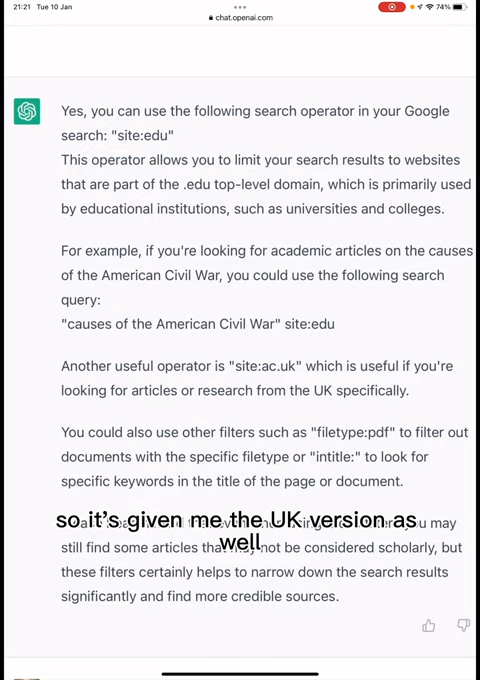 21:21 Tue 10 Jan
74%
chat.openai.com
Yes, you can use the following search operator in your Google
search: "site:edu"
This operator allows you to limit your search results to websites
that are part of the .edu top-level domain, which is primarily used
by educational institutions, such as universities and colleges.
For example, if you're looking for academic articles on the causes
of the American Civil War, you could use the following search
query:
"causes of the American Civil War" site:edu
Another useful operator is "site:ac.uk" which is useful if you're
looking for articles or research from the UK specifically.
You could also use other filters such as "filetype:pdf" to filter out
documents with the specific filetype or "intitle:" to look for
specific keywords in the title of the page or document.
so it's given me the UK version as
well
you may
still find some articles that may not be considered scholarly, but
these filters certainly helps to narrow down the search results
significantly and find more credible sources.